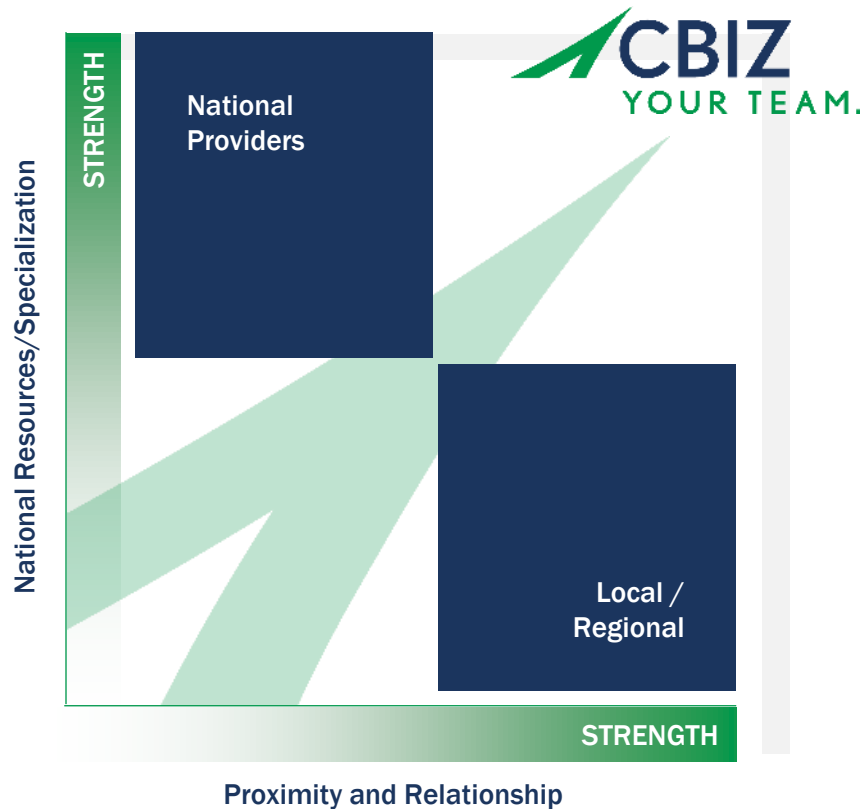 CBIZ
YOUR TEAM.
STRENGTH
National
Providers
National Resources/Specialization
Local /
Regional
STRENGTH
Proximity and Relationship